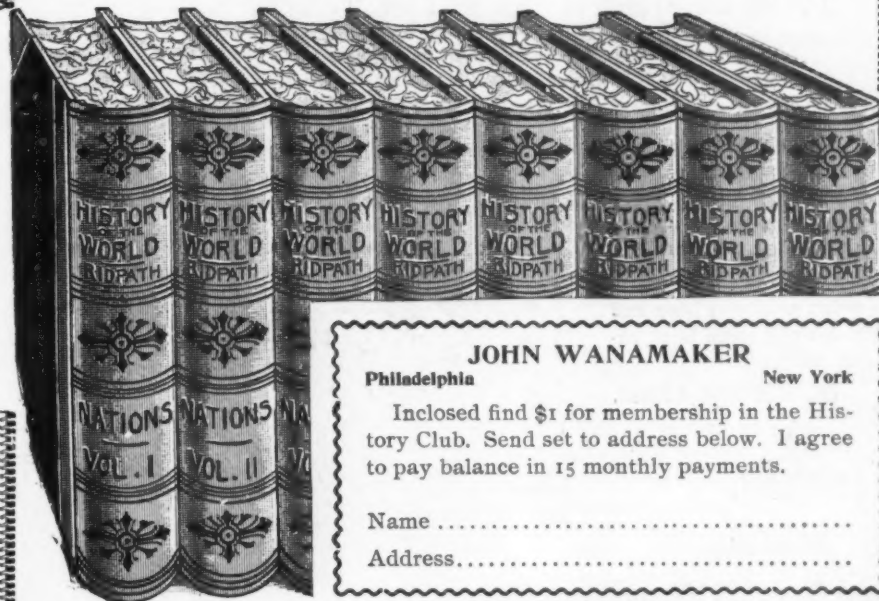 HISTORY HISTORY HISTORY HISTORY HISTORY HISTORY HISTORY HISTORY
OF THE OF THE OF THE OF THE OF THE OF THE OF THE OF THE
WORLD WORLD WORLD WORLD WORLD WORLD WORLD WORLD
RIDPATH RIDPATH RIDPATH RIDPATH RIDPATH RIDPATH RIDPATH RIDPATH
NATIONS NATIONS NA
VOL. I VOL. II VO
JOHN WANAMAKER
Philadelphia New York
Inclosed find $1 for membership in the His-
tory Club. Send set to address below. I agree
to pay balance in 15 monthly payments.
Name ......................................
Address......................................